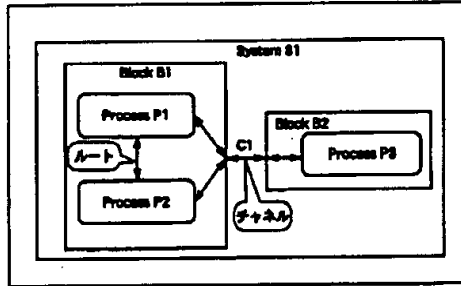 System S1
Block B1
Process P1
ルート
Process P2
C1
Block B2
Process P3
チャネル